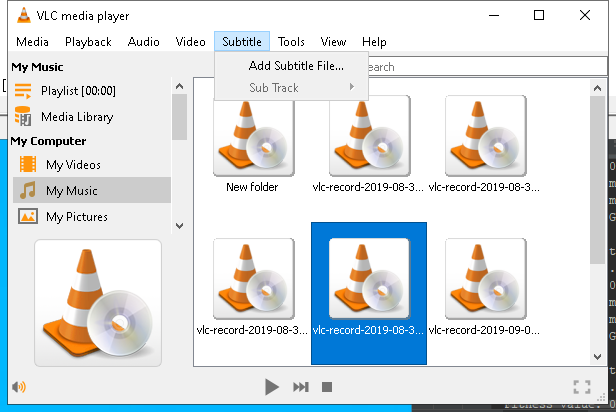 VLC media player
Media Playback Audio Video Subtitle Tools View Help
My Music
Playlist [00:00]
Media Library
My Computer
My Videos
My Music
My Pictures
Add Subtitle File...
Sub Track
earch
New folder
vlc-record-2019-08-3...
vlc-record-2019-08-3...
vlc-record-2019-08-3...
vlc-record-2019-08-3...
vlc-record-2019-09-0...